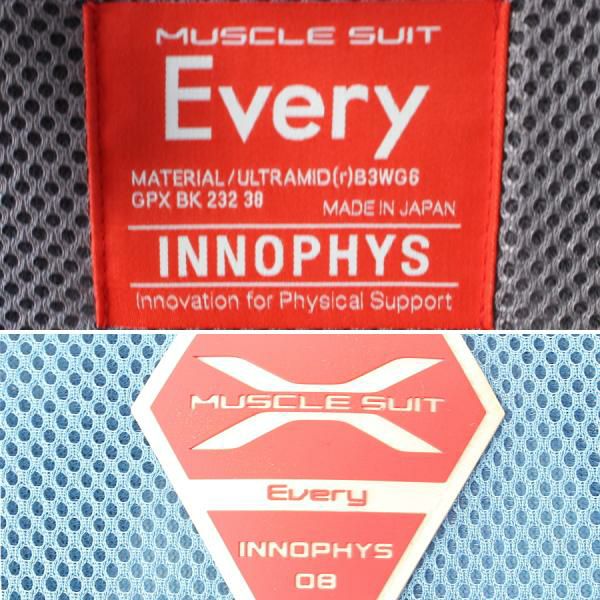 MUSCLE SUIT
Every
MATERIAL/ULTRAMID(r)B3WG6
GPX BK 232 38
MADE IN JAPAN
INNOPHYS
Innovation for Physical Support
MUSCLE SUIT
Every
INNOPHYS
08